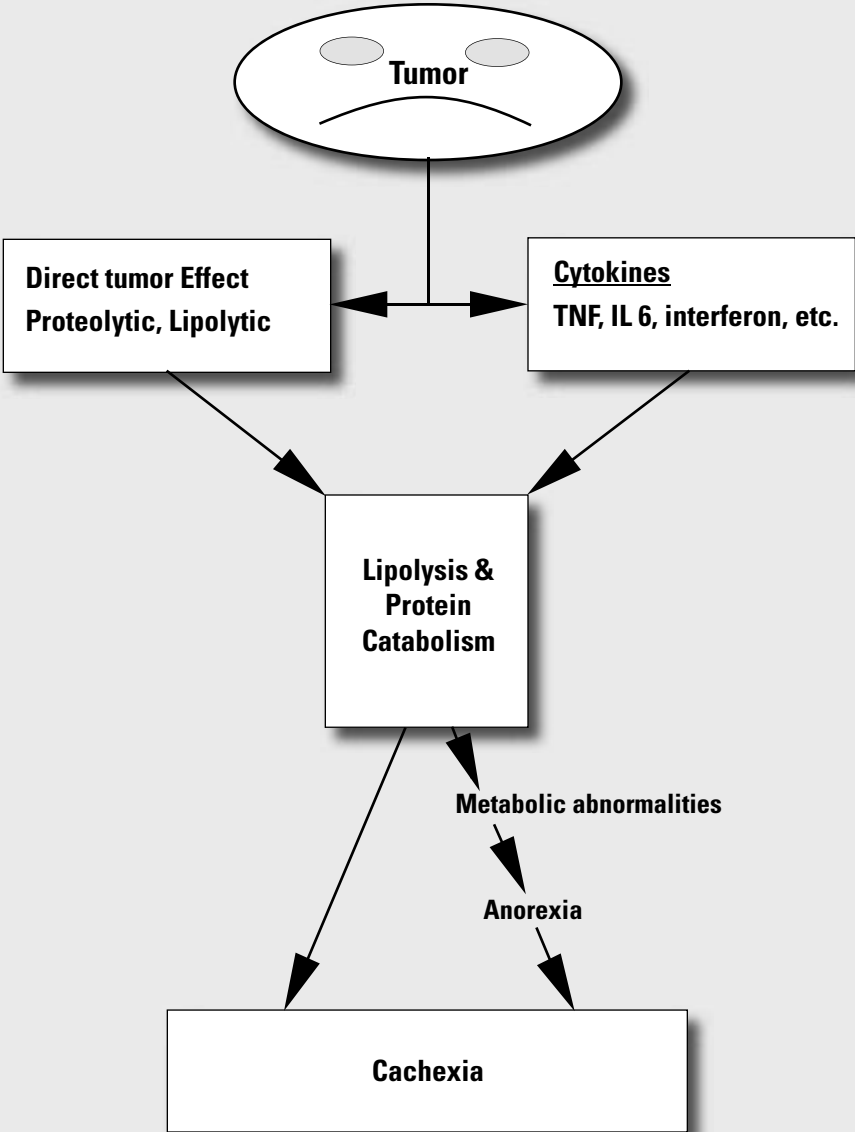 Tumor
Direct tumor Effect
Proteolytic, Lipolytic
Cytokines
TNF, IL 6, interferon, etc.
Lipolysis &
Protein
Catabolism
Metabolic abnormalities
Anorexia
Cachexia